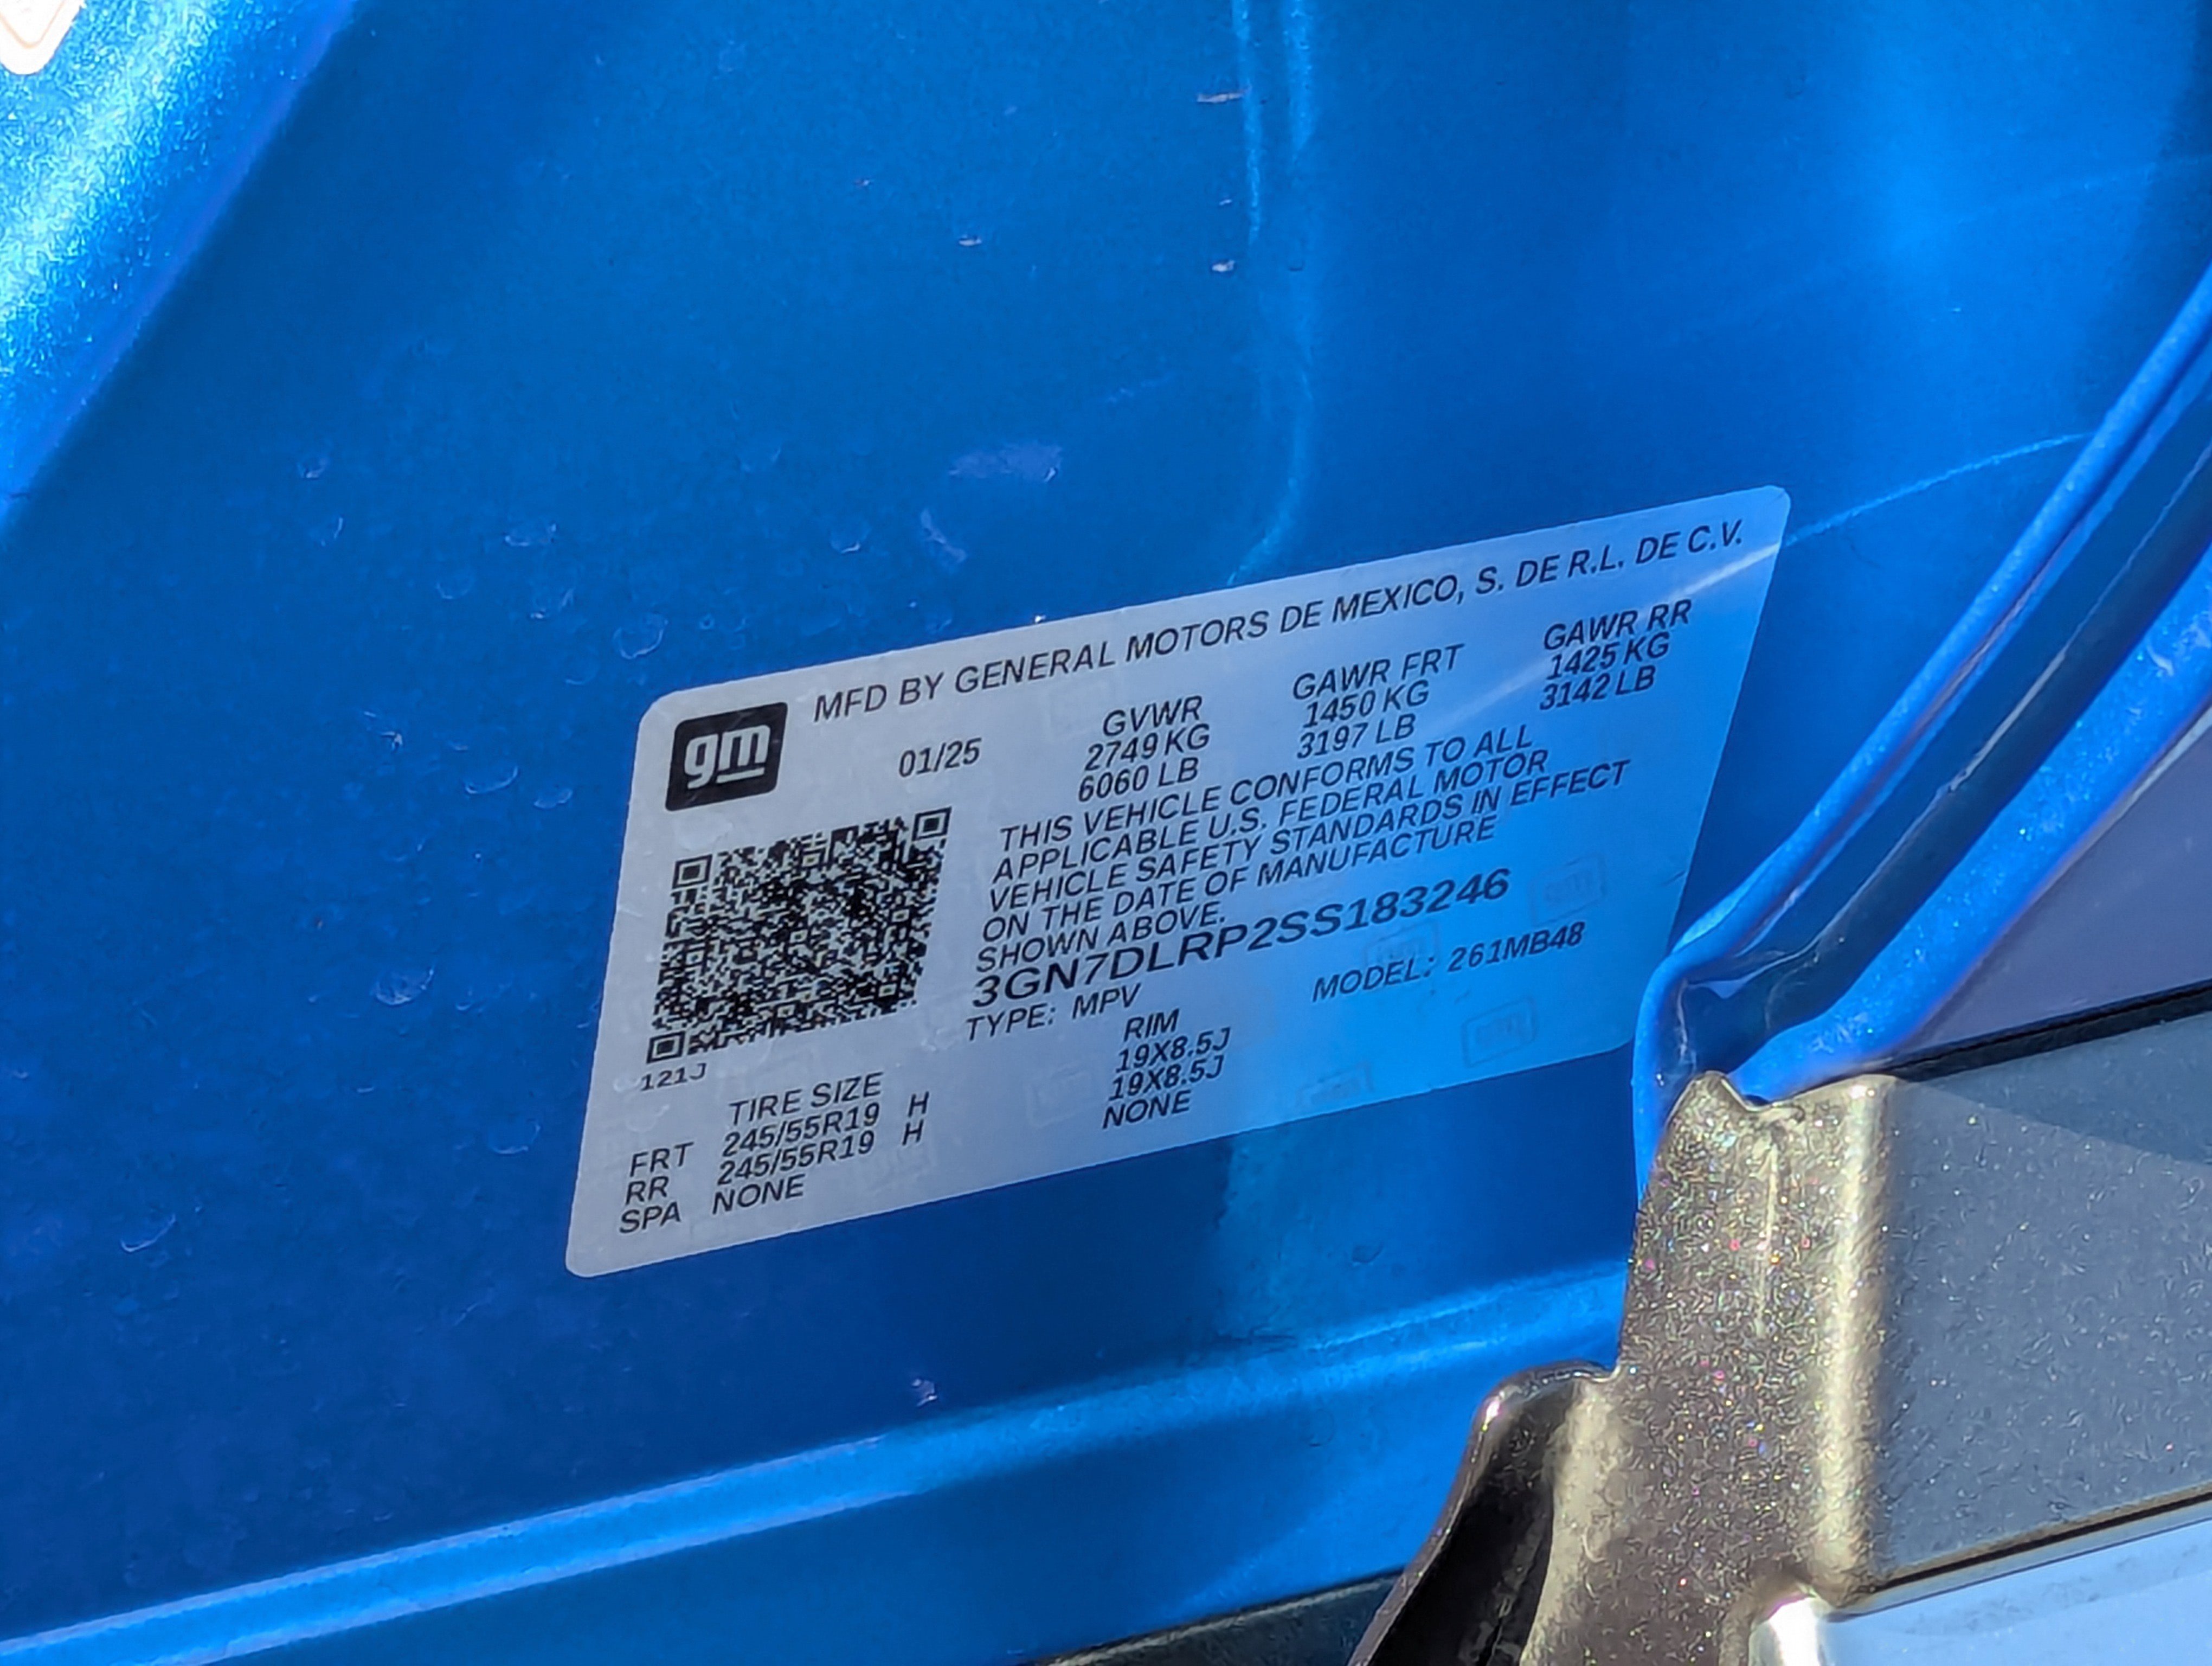 gm
MFD BY GENERAL MOTORS DE MEXICO, S. DE R.L. DE C.V.
01/25
GVWR
2749 KG
6060 LB
GAWR FRT
1450 KG
3197 LB
GAWR RR
1425 KG
3142 LB
THIS VEHICLE CONFORMS TO ALL
APPLICABLE U.S. FEDERAL MOTOR
VEHICLE SAFETY STANDARDS IN EFFECT
ON THE DATE OF MANUFACTURE
SHOWN ABOVE.
3GN7DLRP2SS183246
TYPE: MPV MODEL: 261MB48
121J
TIRE SIZE RIM
FRT 245/55R19 H 19X8.5J
RR 245/55R19 H 19X8.5J
SPA NONE NONE